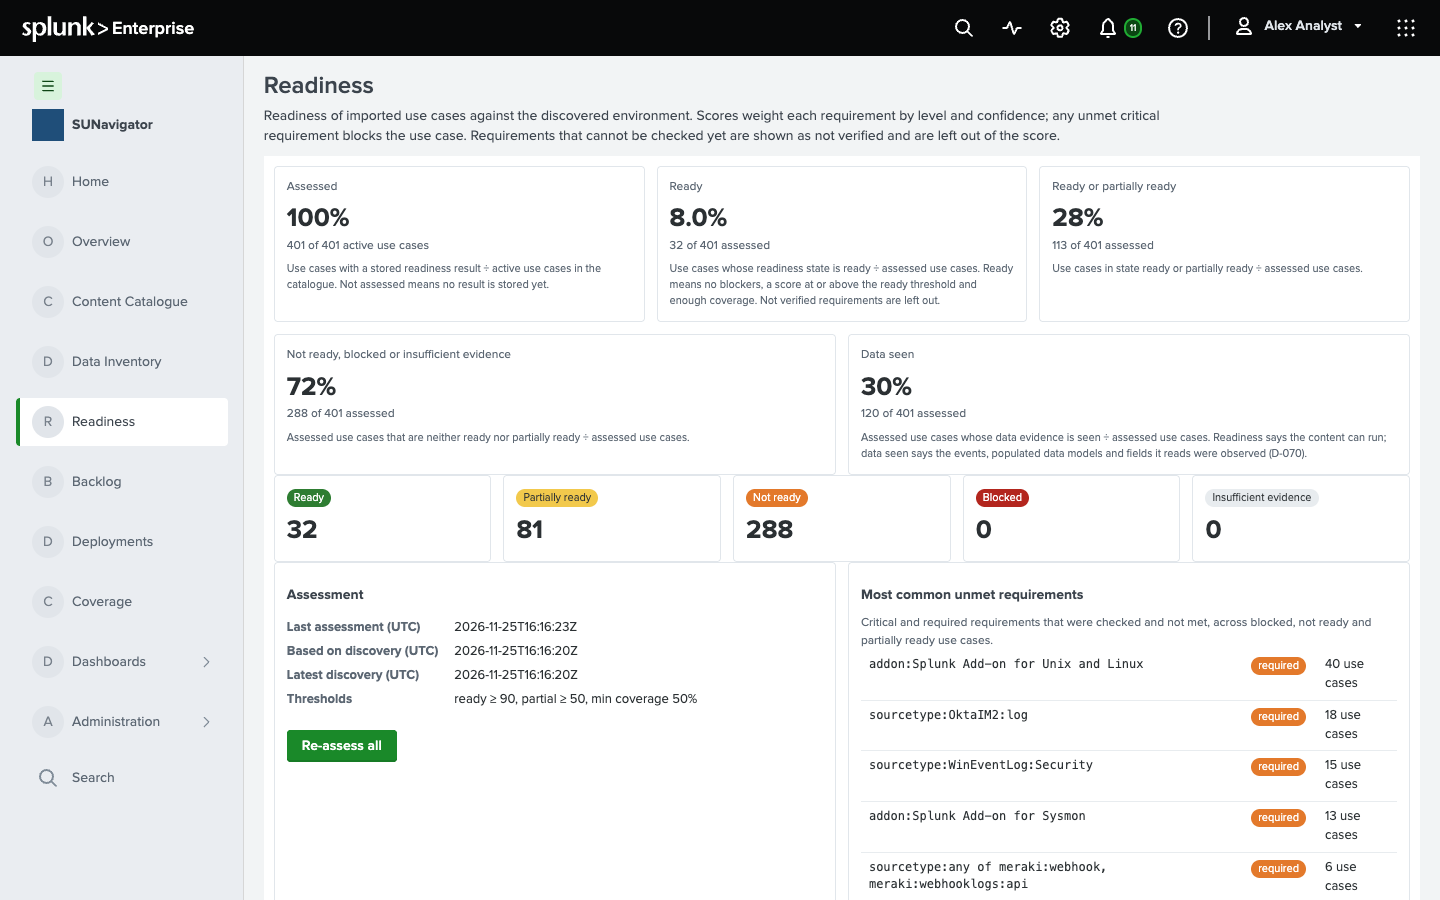 splunk>Enterprise
11
Alex Analyst
SUNavigator
H Home
O Overview
C Content Catalogue
D Data Inventory
R Readiness
B Backlog
D Deployments
C Coverage
D Dashboards
A Administration
Search
Readiness
Readiness of imported use cases against the discovered environment. Scores weight each requirement by level and confidence; any unmet critical
requirement blocks the use case. Requirements that cannot be checked yet are shown as not verified and are left out of the score.
Assessed
100%
401 of 401 active use cases
Use cases with a stored readiness result ÷ active use cases in the
catalogue. Not assessed means no result is stored yet.
Ready
8.0%
32 of 401 assessed
Use cases whose readiness state is ready ÷ assessed use cases. Ready
means no blockers, a score at or above the ready threshold and
enough coverage. Not verified requirements are left out.
Ready or partially ready
28%
113 of 401 assessed
Use cases in state ready or partially ready ÷ assessed use cases.
Not ready, blocked or insufficient evidence
72%
288 of 401 assessed
Assessed use cases that are neither ready nor partially ready ÷ assessed use cases.
Data seen
30%
120 of 401 assessed
Assessed use cases whose data evidence is seen ÷ assessed use cases. Readiness says the content can run;
data seen says the events, populated data models and fields it reads were observed (D-070).
Ready
32
Partially ready
81
Not ready
288
Blocked
0
Insufficient evidence
0
Assessment
Last assessment (UTC) 2026-11-25T16:16:23Z
Based on discovery (UTC) 2026-11-25T16:16:20Z
Latest discovery (UTC) 2026-11-25T16:16:20Z
Thresholds ready ≥ 90, partial ≥ 50, min coverage 50%
Re-assess all
Most common unmet requirements
Critical and required requirements that were checked and not met, across blocked, not ready and
partially ready use cases.
addon:Splunk Add-on for Unix and Linux required 40 use
cases
sourcetype:OktaIM2:log required 18 use
cases
sourcetype:WinEventLog:Security required 15 use
cases
addon:Splunk Add-on for Sysmon required 13 use
cases
sourcetype:any of meraki:webhook, required 6 use
meraki:webhooklogs:api cases